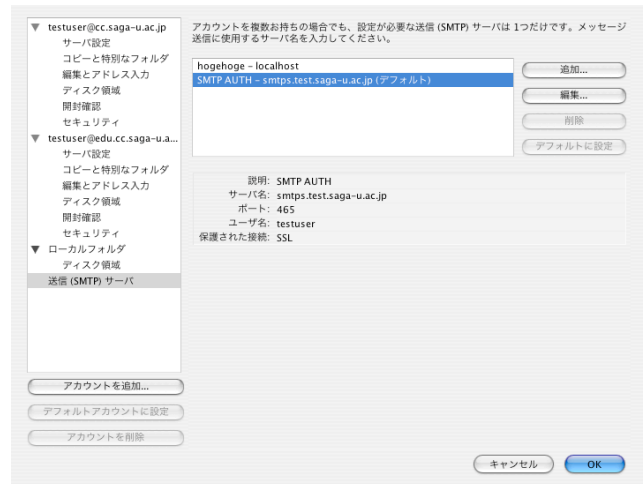 testuser@cc.saga-u.ac.jp
サーバ設定
コピーと特別なフォルダ
編集とアドレス入力
ディスク領域
開封確認
セキュリティ
testuser@edu.cc.saga-u.a...
サーバ設定
コピーと特別なフォルダ
編集とアドレス入力
ディスク領域
開封確認
セキュリティ
ローカルフォルダ
ディスク領域
送信 (SMTP) サーバ
アカウントを追加...
デフォルトアカウントに設定
アカウントを削除
アカウントを複数お持ちの場合でも、設定が必要な送信 (SMTP) サーバは 1つだけです。メッセージ
送信に使用するサーバ名を入力してください。
hogehoge – localhost
SMTP AUTH – smtps.test.saga-u.ac.jp (デフォルト)
追加...
編集...
削除
デフォルトに設定
説明: SMTP AUTH
サーバ名: smtps.test.saga-u.ac.jp
ポート: 465
ユーザ名: testuser
保護された接続: SSL
キャンセル
OK